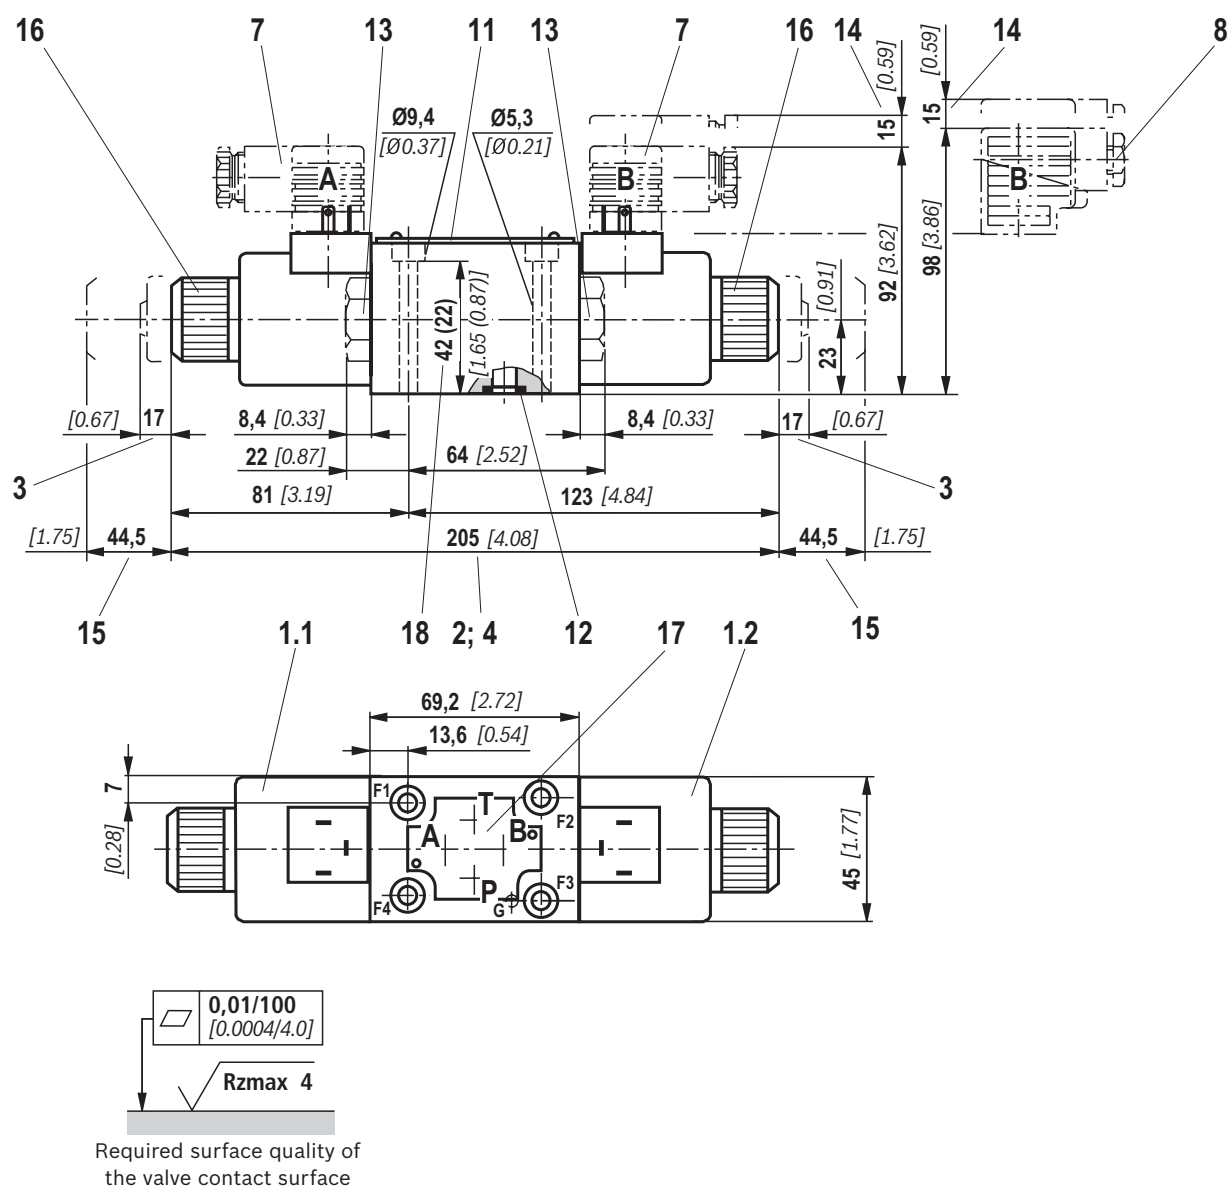 16 7 13 11 13 7 16 14 [0.59] [0.59] 14 8
Ø9,4
[Ø0.37]
Ø5,3
[Ø0.21]
15
15
A
B
B
42 (22)
[1.65 (0.87)]
92 [3.62]
98 [3.86]
[0.91]
23
[0.67] 17 8,4 [0.33] 8,4 [0.33] 17 [0.67]
22 [0.87] 64 [2.52]
3 81 [3.19] 123 [4.84] 3
[1.75] 44,5 205 [4.08] 44,5 [1.75]
15 1.1 18 2; 4 12 17 1.2 15
69,2 [2.72]
13,6 [0.54]
7
[0.28]
F1 T F2
A B
F4 P G F3
45 [1.77]
0,01/100
[0.0004/4.0]
Rzmax 4
Required surface quality of
the valve contact surface